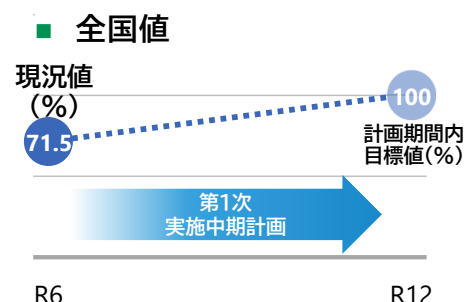 ■ 全国値
現況値
(%)
71.5
100
計画期間内
目標値(%)
第1次
実施中期計画
R6
R12